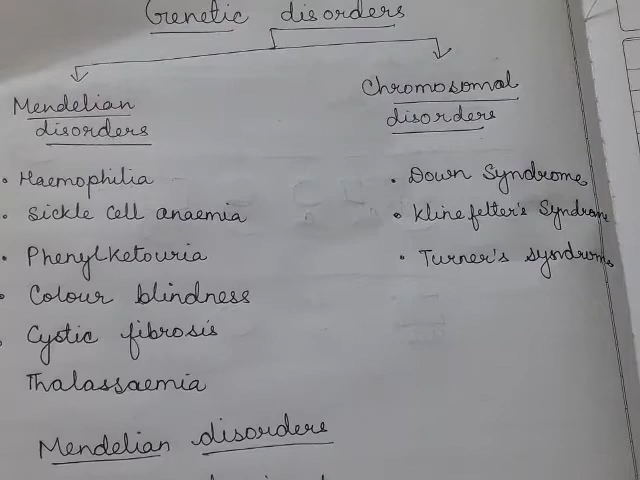 Genetic disorders
Mendelian disorders
• Haemophilia
• Sickle cell anaemia
• Phenylketouria
• Colour blindness
• Cystic fibrosis
Thalassaemia
Chromosomal disorders
• Down Syndrome
• Klinefelter's Syndrome
• Turner's syndrome
Mendelian disorders